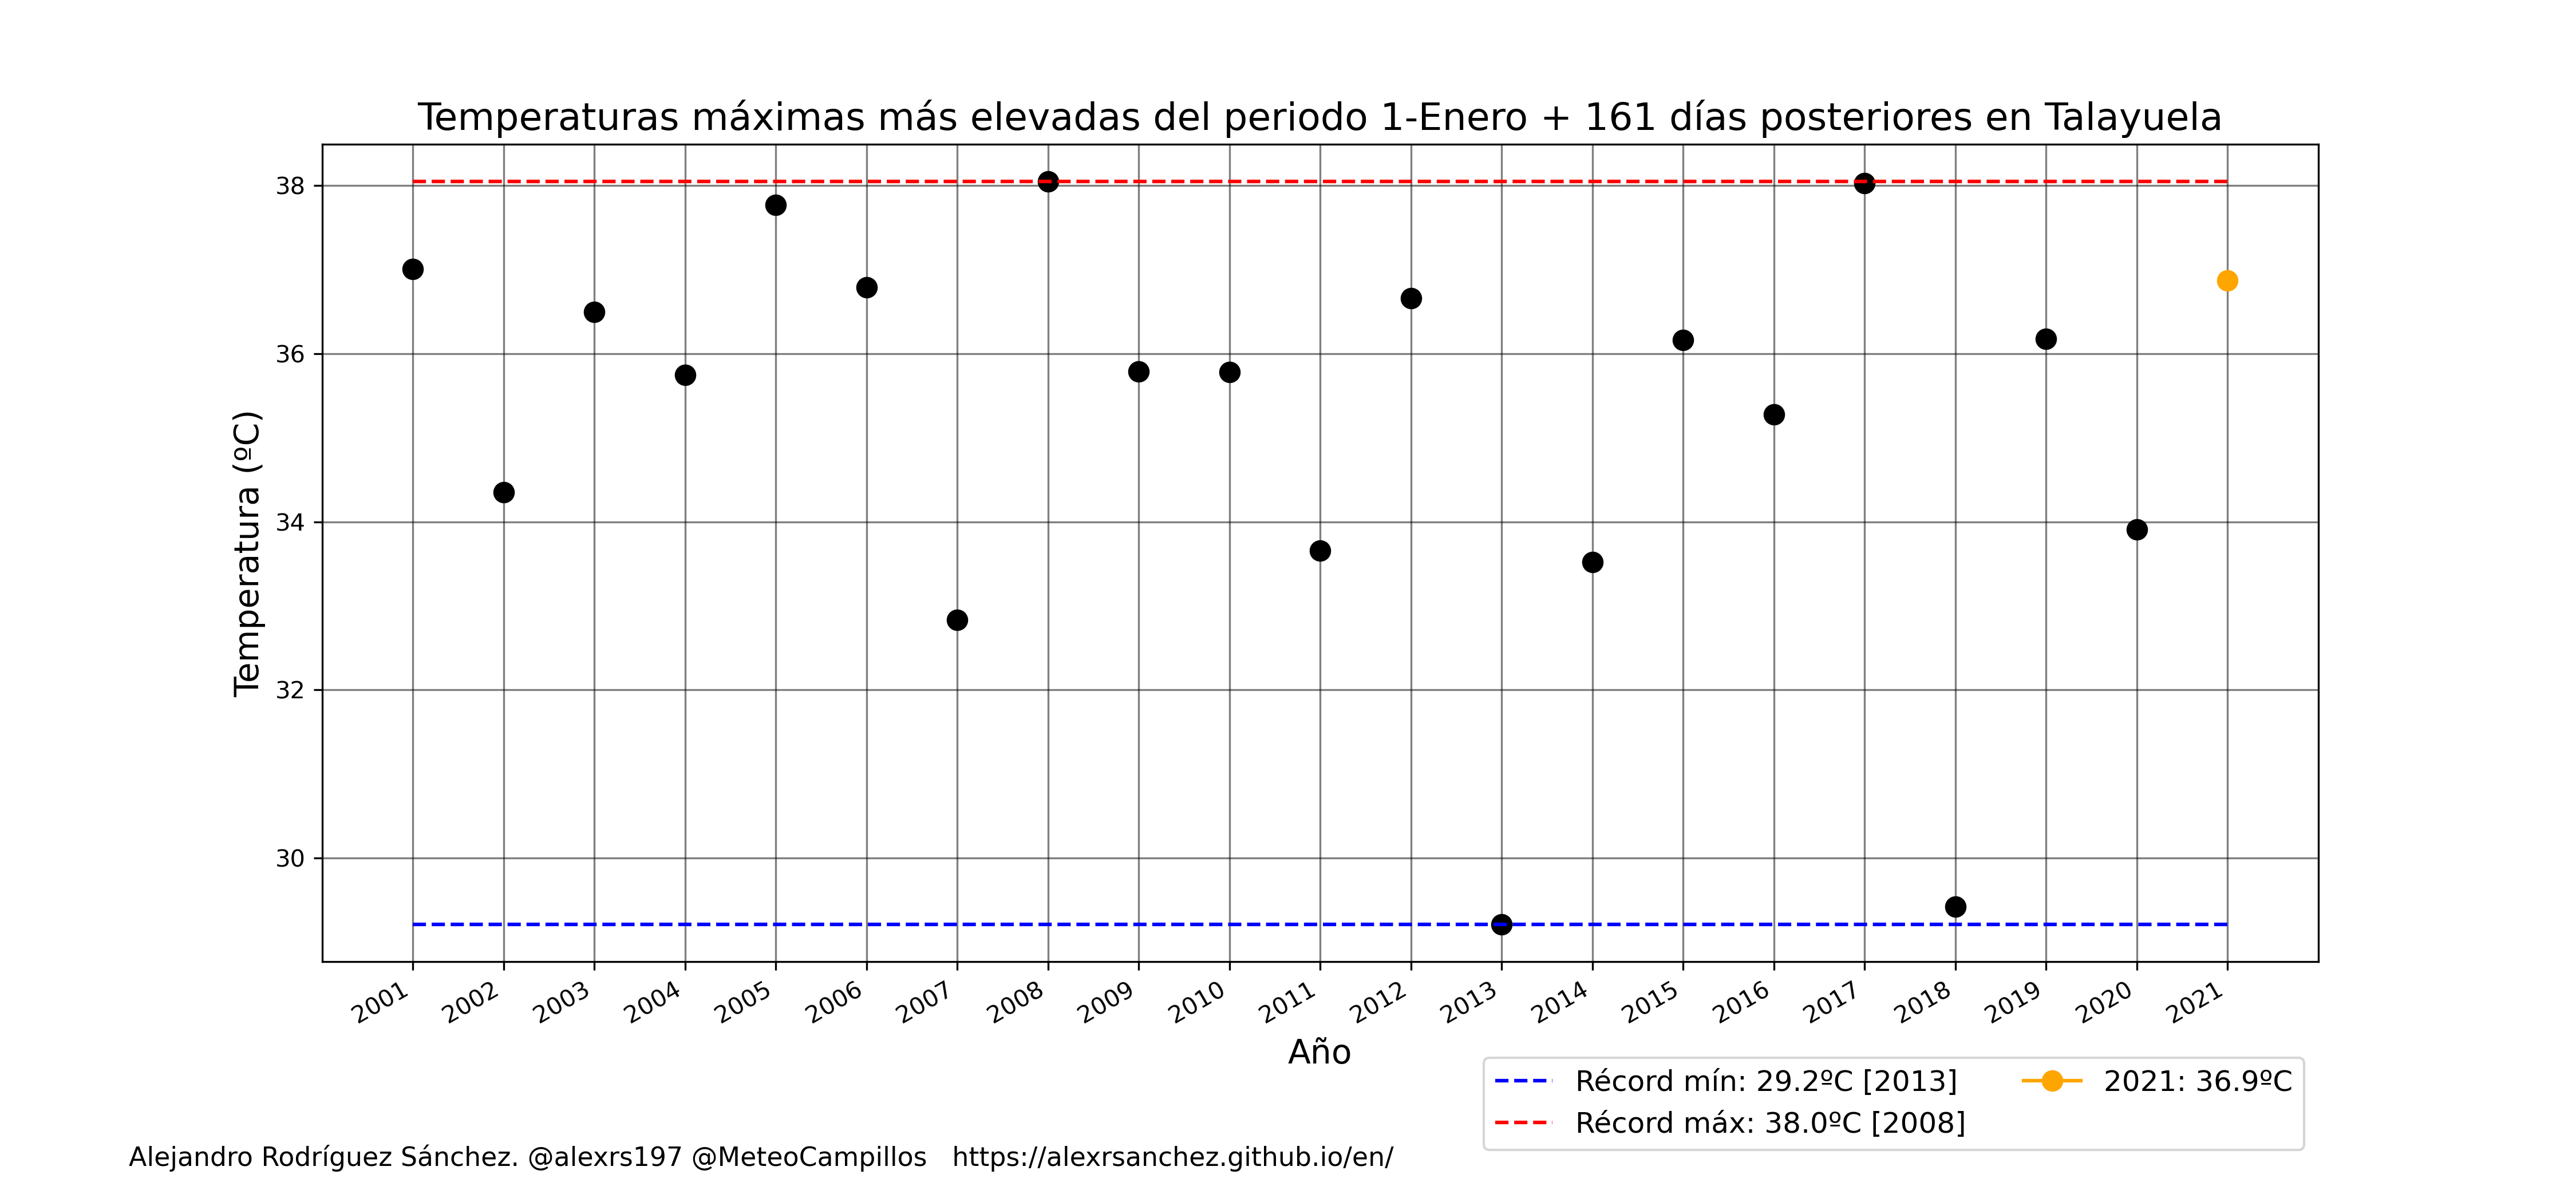 Temperaturas máximas más elevadas del periodo 1-Enero + 161 días posteriores en Talayuela
Temperatura (ºC)
38
36
34
32
30
2001 2002 2003 2004 2005 2006 2007 2008 2009 2010 2011 2012 2013 2014 2015 2016 2017 2018 2019 2020 2021
Año
Récord mín: 29.2ºC [2013]
Récord máx: 38.0ºC [2008]
2021: 36.9ºC
Alejandro Rodríguez Sánchez. @alexrs197 @MeteoCampillos https://alexrsanchez.github.io/en/